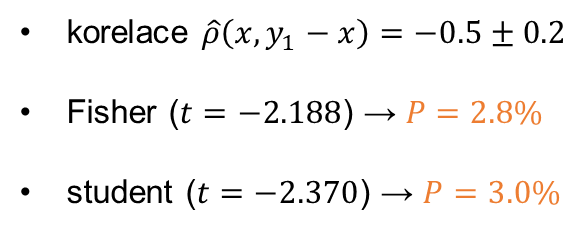 • korelace ρ̂(x, y₁ − x) = −0.5 ± 0.2
• Fisher (t = −2.188) → P = 2.8%
• student (t = −2.370) → P = 3.0%